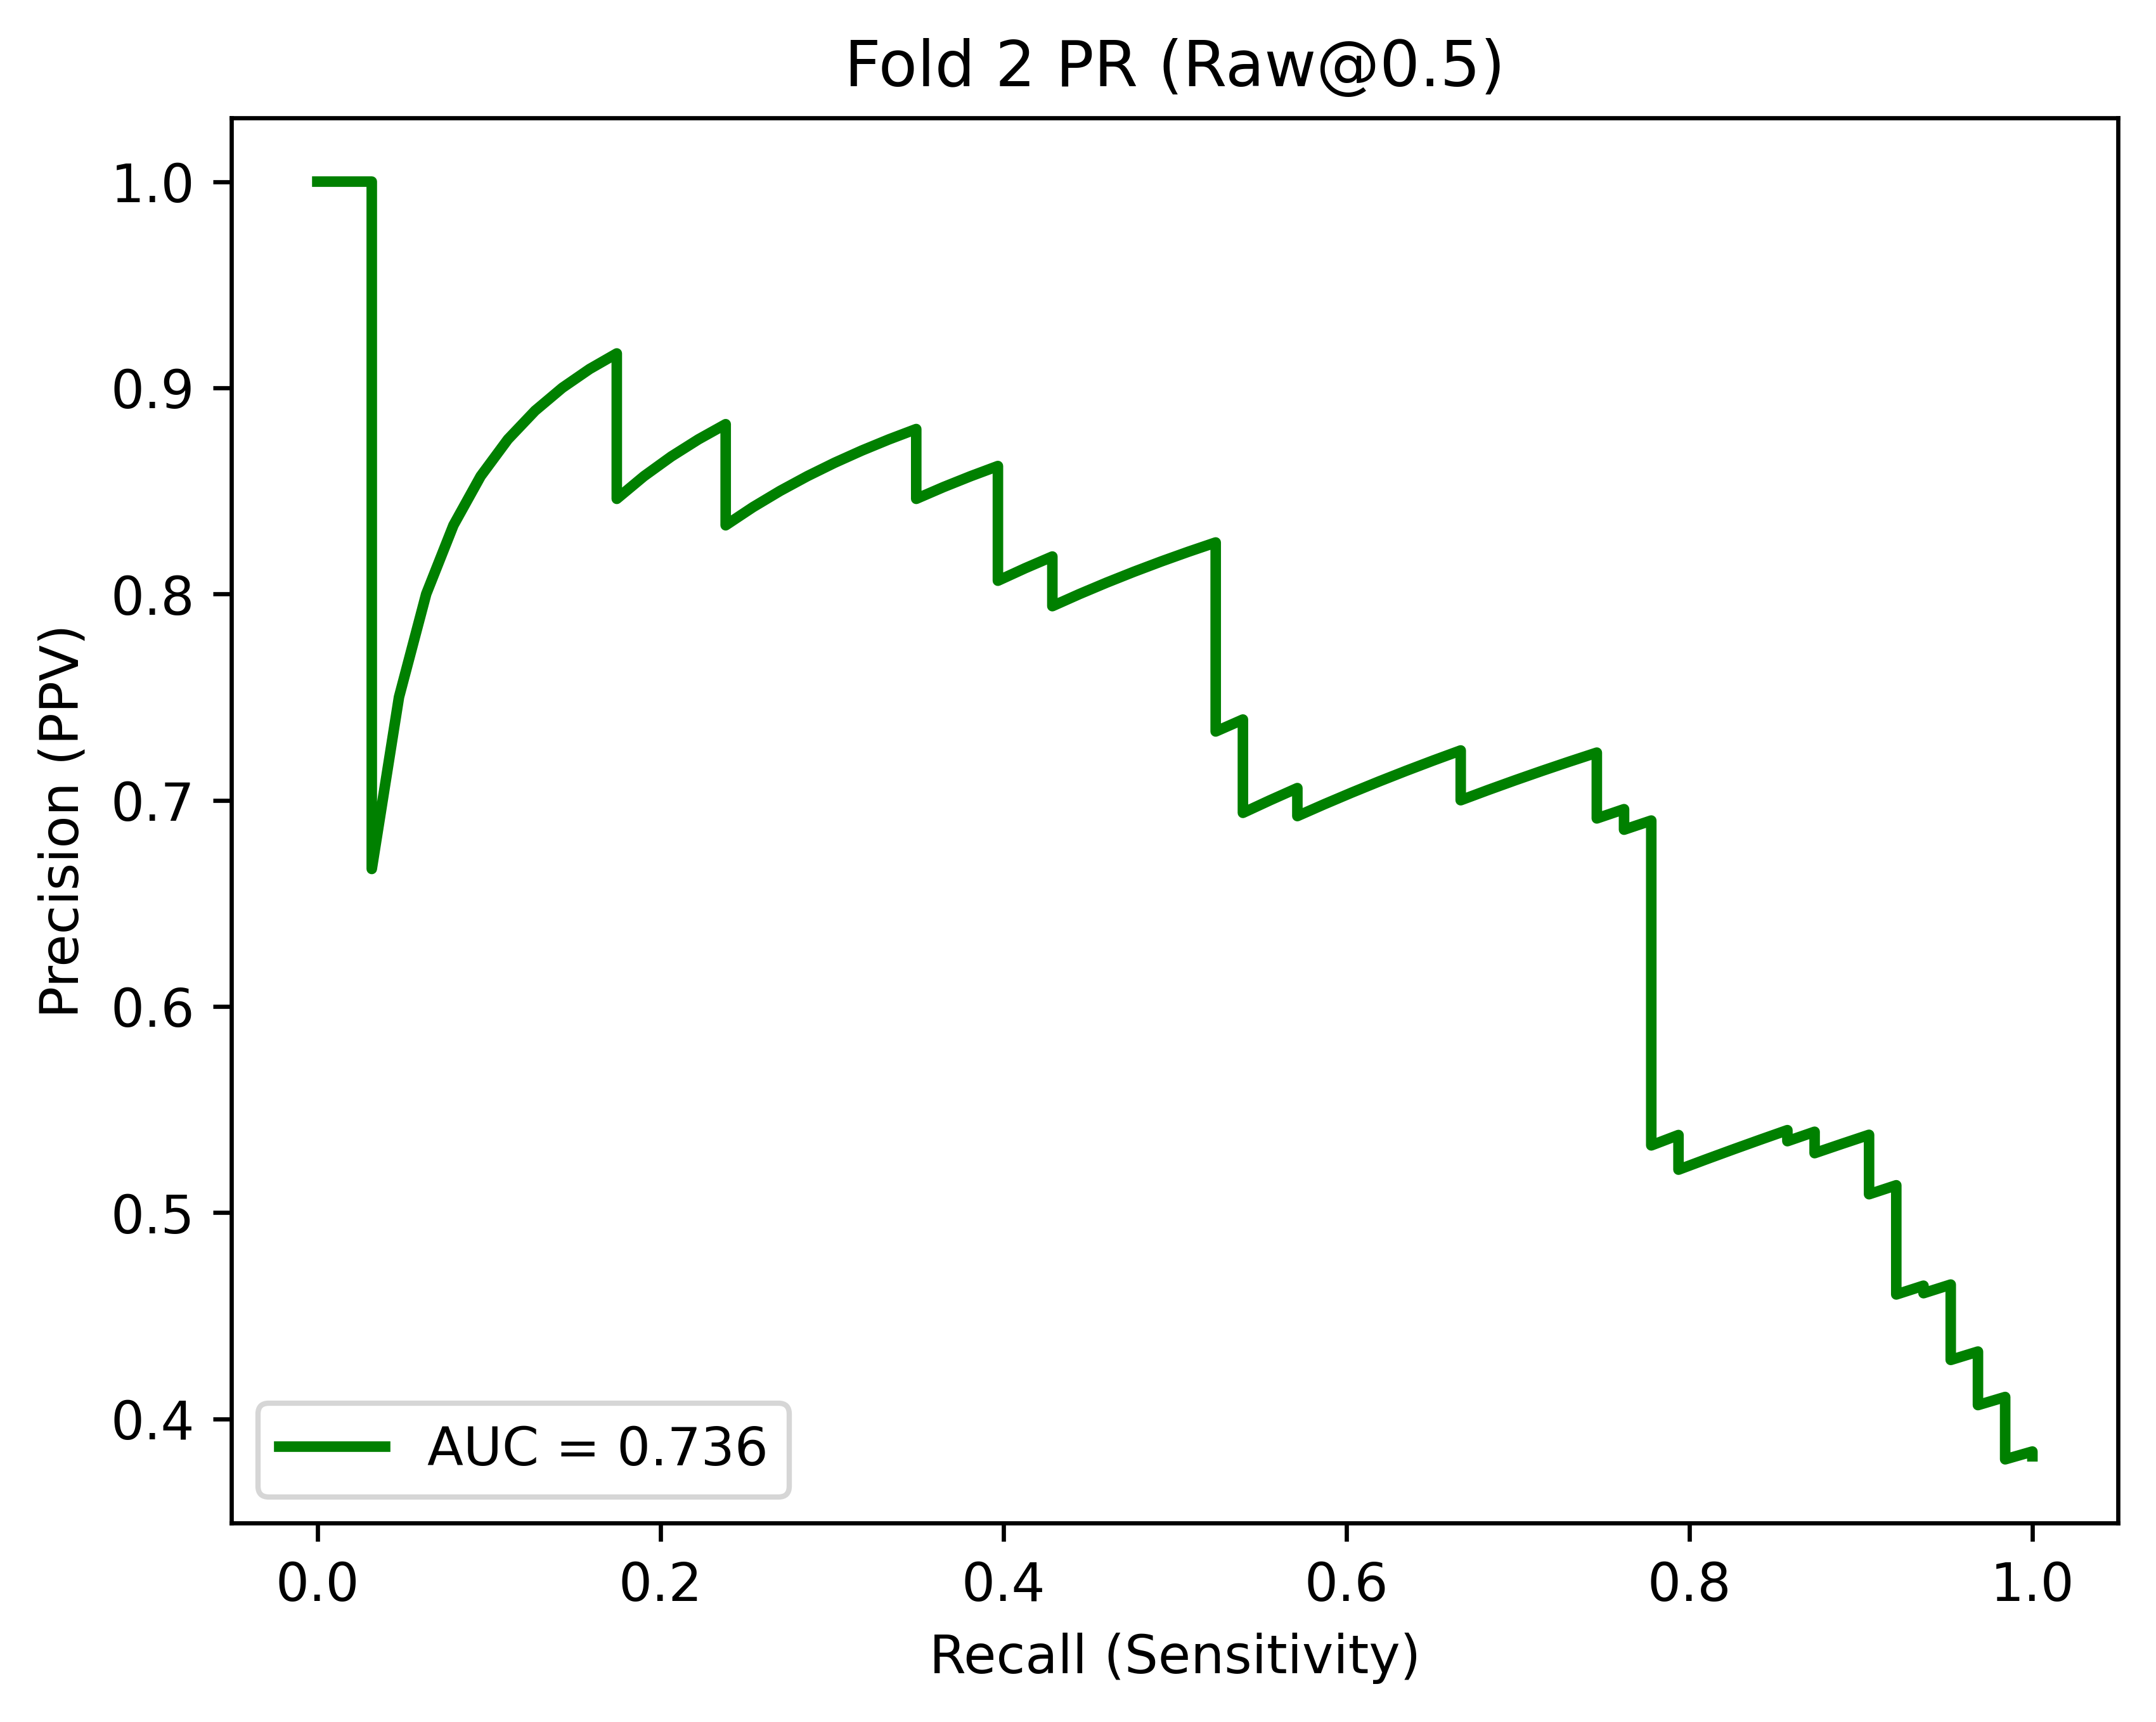 Fold 2 PR (Raw@0.5)
Precision (PPV)
1.0
0.9
0.8
0.7
0.6
0.5
0.4
AUC = 0.736
0.0 0.2 0.4 0.6 0.8 1.0
Recall (Sensitivity)